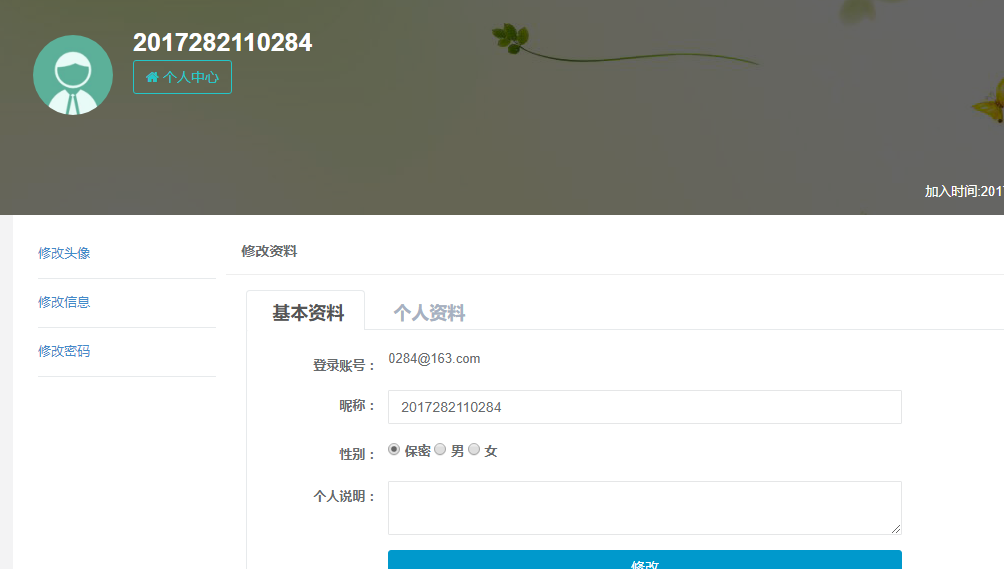 2017282110284
个人中心
加入时间:201
修改头像
修改信息
修改密码
修改资料
基本资料 个人资料
登录账号： 0284@163.com
昵称： 2017282110284
性别： 保密 男 女
个人说明：
修改